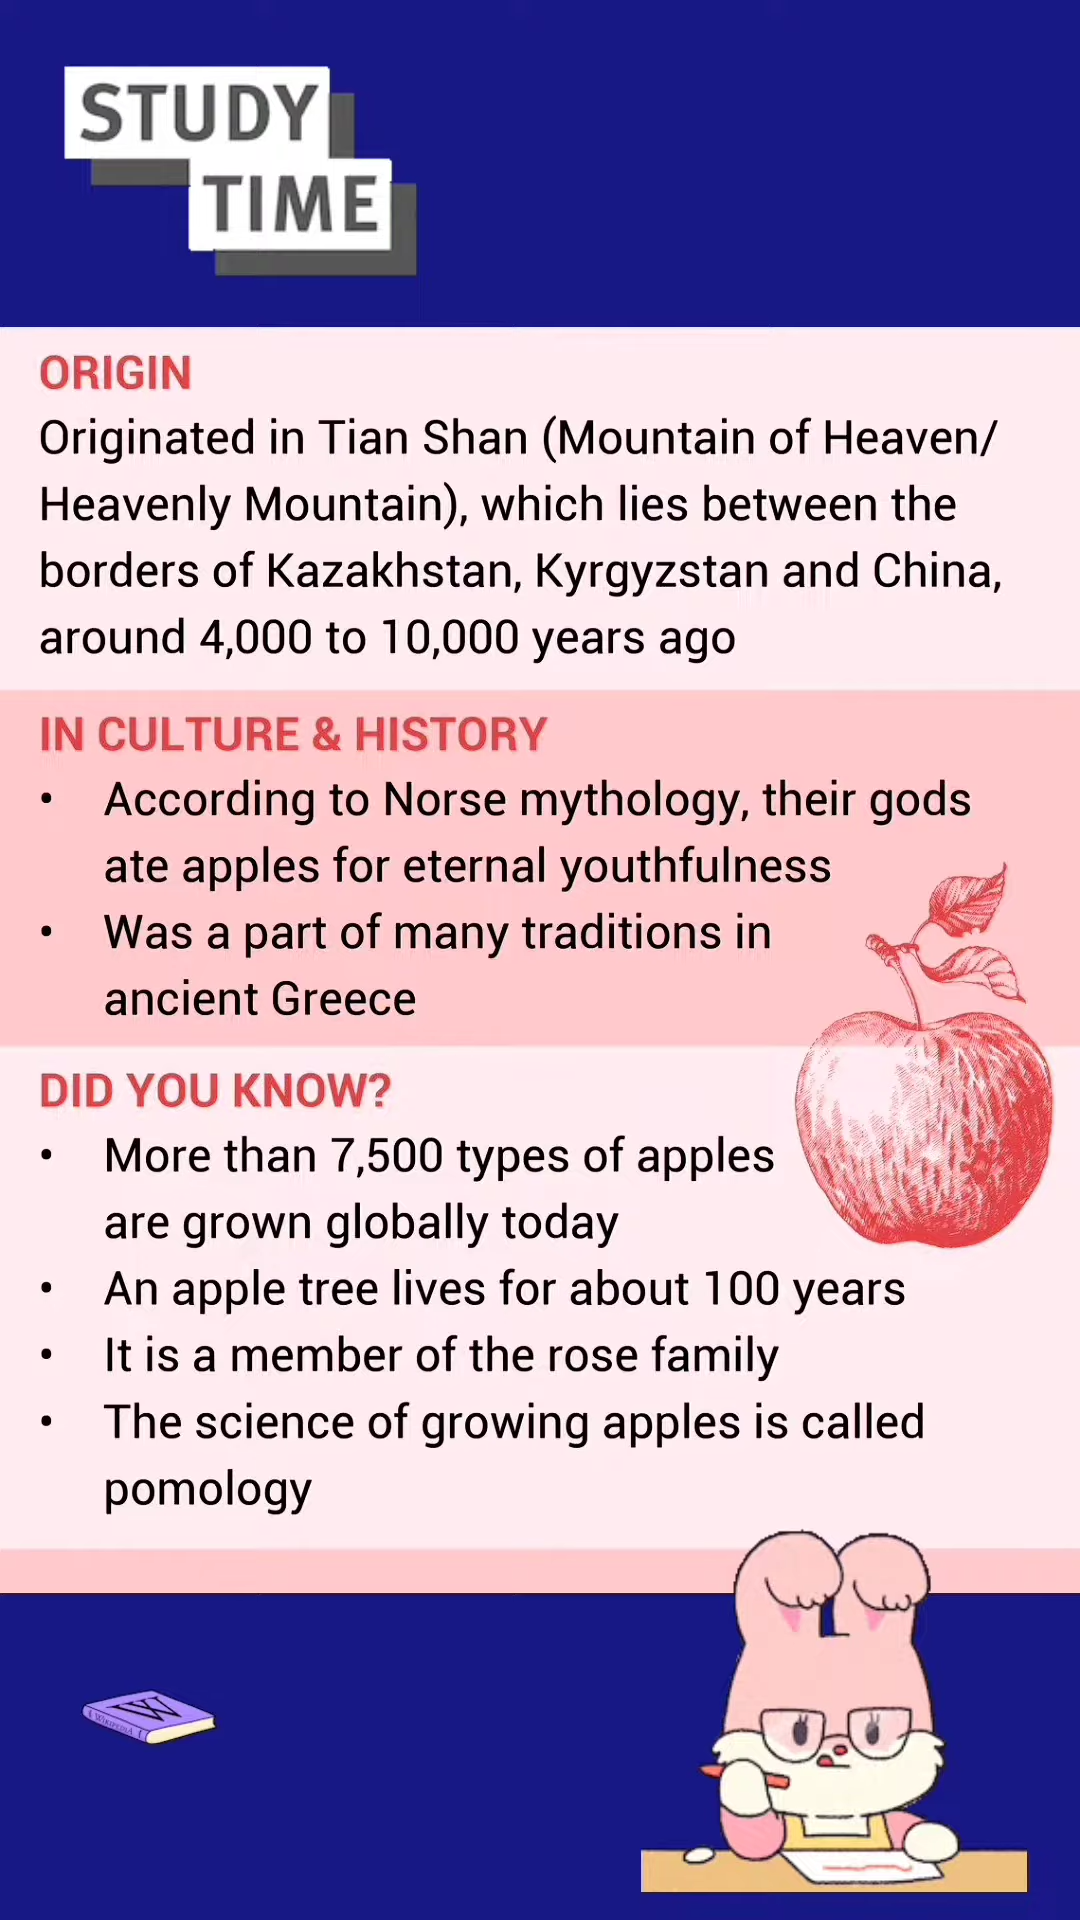 STUDY
TIME
ORIGIN
Originated in Tian Shan (Mountain of Heaven/
Heavenly Mountain), which lies between the
borders of Kazakhstan, Kyrgyzstan and China,
around 4,000 to 10,000 years ago
IN CULTURE & HISTORY
• According to Norse mythology, their gods
ate apples for eternal youthfulness
• Was a part of many traditions in
ancient Greece
DID YOU KNOW?
• More than 7,500 types of apples
are grown globally today
• An apple tree lives for about 100 years
• It is a member of the rose family
• The science of growing apples is called
pomology
W
WIKIPEDIA